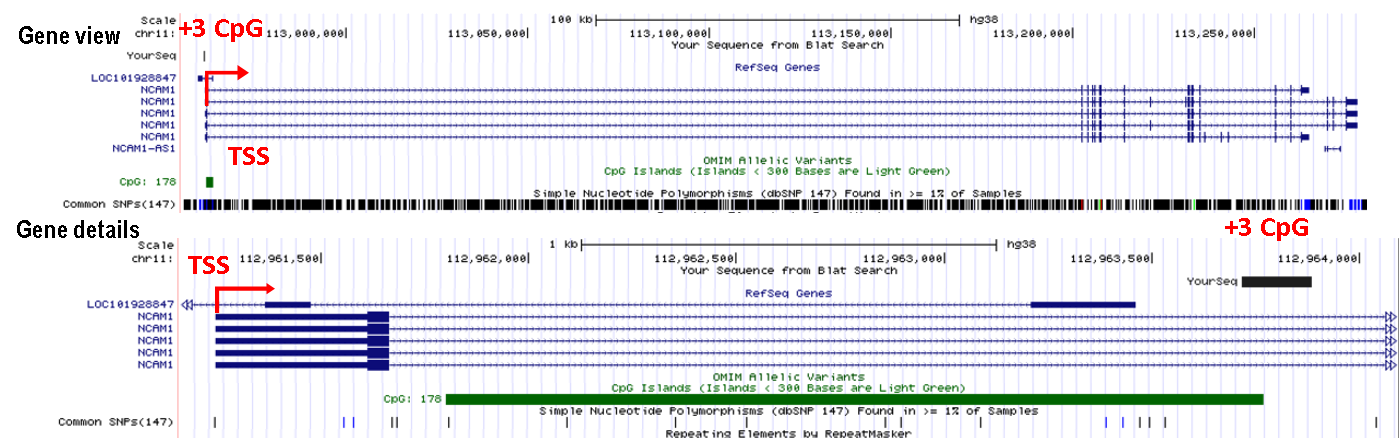 Gene view
+3 CpG
Scale 100 kb hg38
chr11: 113,000,000 113,050,000 113,100,000 113,150,000 113,200,000 113,250,000
Your Sequence from Blat Search
YourSeq
RefSeq Genes
LOC101928847
NCAM1
NCAM1
NCAM1
NCAM1
NCAM1
NCAM1-AS1
TSS
OMIM Allelic Variants
CpG Islands (Islands < 300 Bases are Light Green)
CpG: 178
Simple Nucleotide Polymorphisms (dbSNP 147) Found in >= 1% of Samples
Common SNPs(147)
Gene details
+3 CpG
Scale 1 kb hg38
chr11: 112,961,500 112,962,000 112,962,500 112,963,000 112,963,500 112,964,000
TSS
Your Sequence from Blat Search
YourSeq
RefSeq Genes
LOC101928847
NCAM1
NCAM1
NCAM1
NCAM1
NCAM1
OMIM Allelic Variants
CpG Islands (Islands < 300 Bases are Light Green)
CpG: 178
Simple Nucleotide Polymorphisms (dbSNP 147) Found in >= 1% of Samples
Common SNPs(147)
Repeating Elements by RepeatMasker